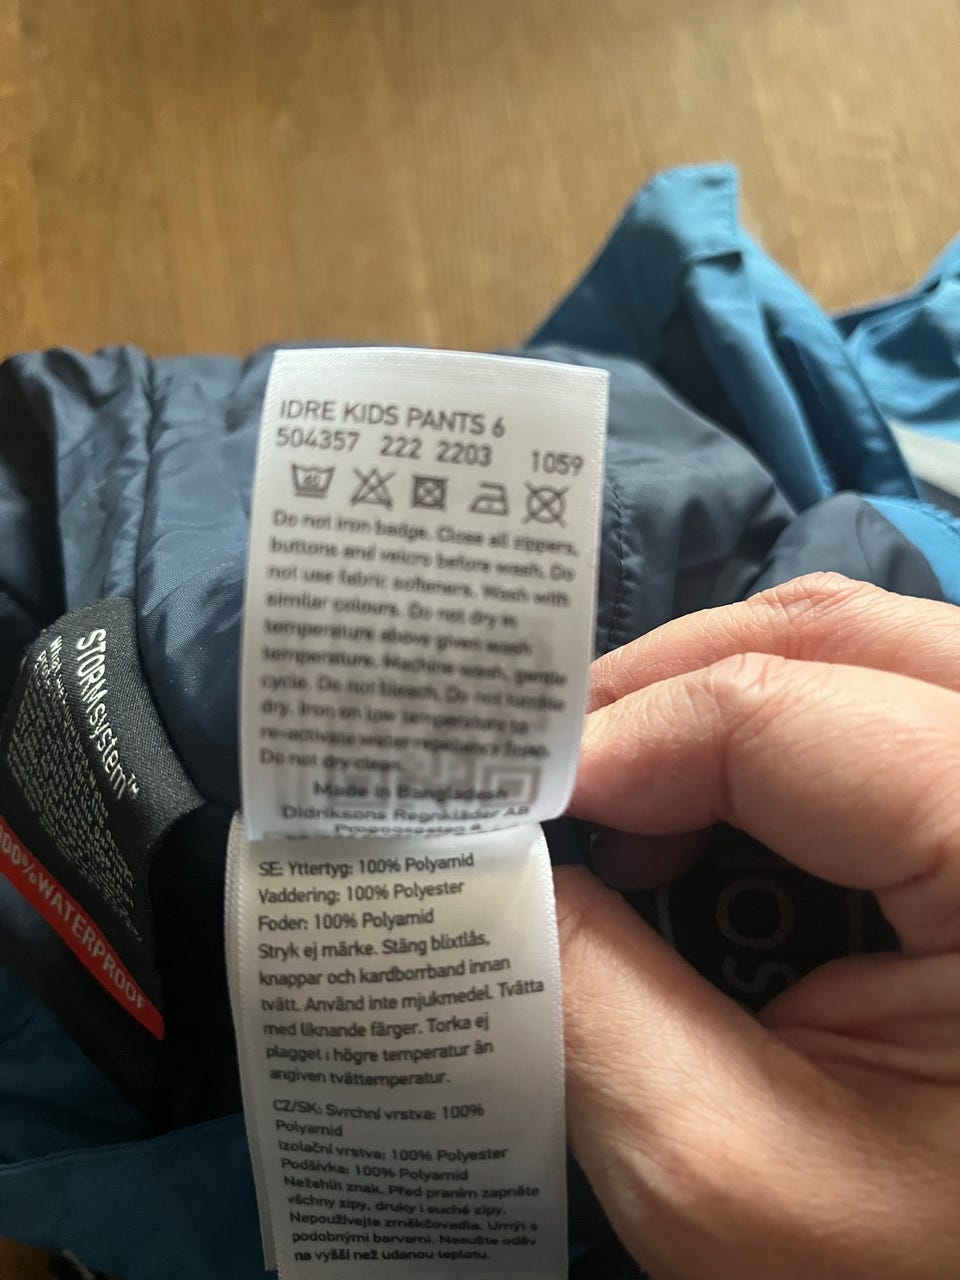 IDRE KIDS PANTS 6
504357 222 2203 1059
40
Do not iron badge. Close all zippers,
buttons and velcro before wash. Do
not use fabric softeners. Wash with
similar colours. Do not dry in
temperature above given wash
temperature. Machine wash, gentle
cycle. Do not bleach. Do not tumble
dry. Iron on low temperature to
re-activate water repellency
Do not dry clean.
Made in Bangladesh
Didriksons Regnkläder AB
SE: Yttertyg: 100% Polyamid
Vaddering: 100% Polyester
Foder: 100% Polyamid
Stryk ej märke. Stäng blixtlås,
knappar och kardborrband innan
tvätt. Använd inte mjukmedel. Tvätta
med liknande färger. Torka ej
plagget i högre temperatur än
angiven tvättemperatur.
CZ/SK: Svrchní vrstva: 100%
Polyamid
Izolační vrstva: 100% Polyester
Podšívka: 100% Polyamid
Nežehlit znak. Před praním zapněte
všchny zipy, druky i suché zipy.
Nepoužívejte změkčovadla. Umýt s
podobnými barvami. Nesušte oděv
na vyšší než udanou teplotu.
STORMsystem™
100% WATERPROOF